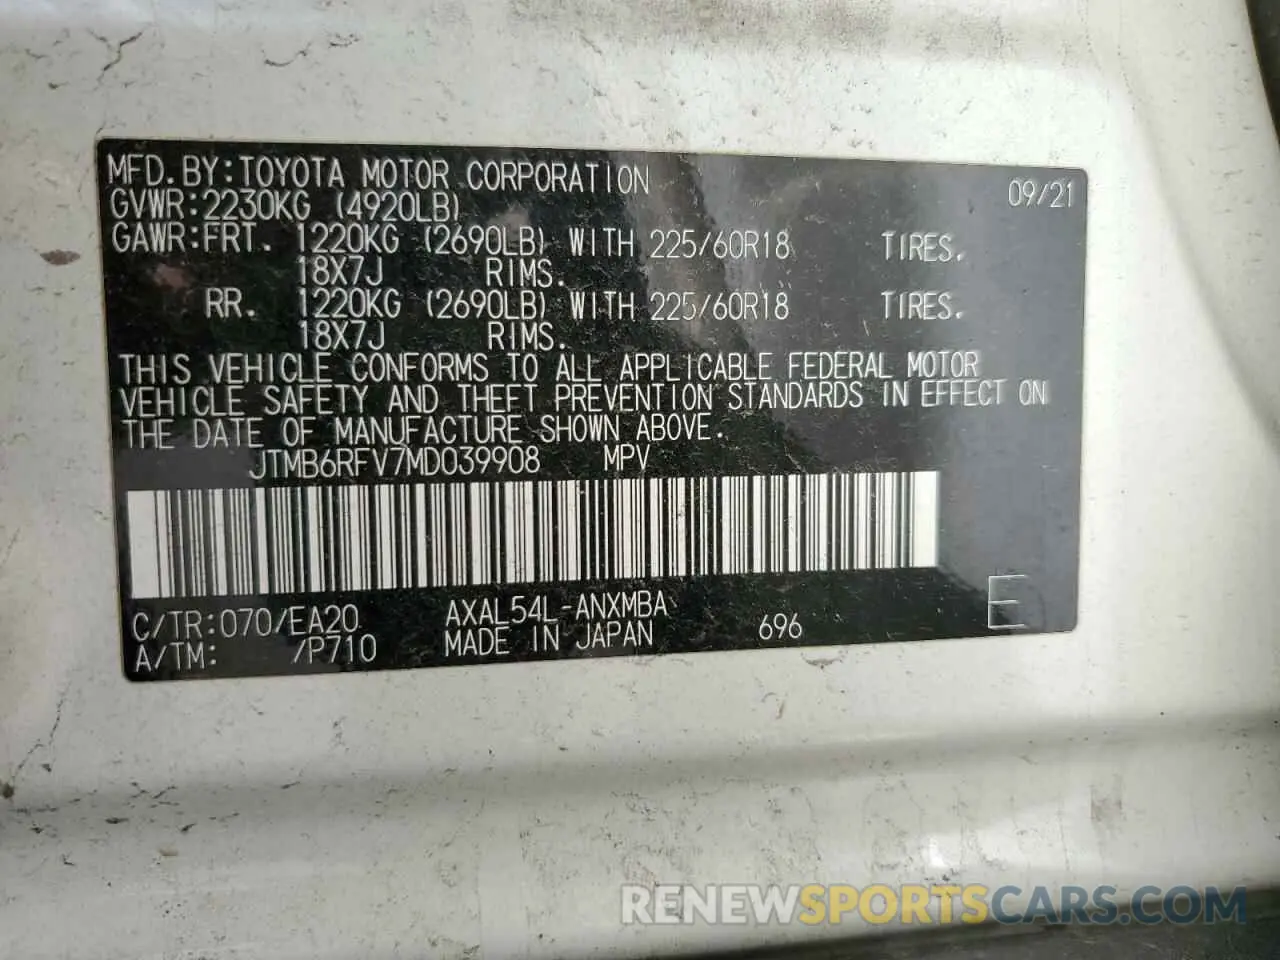 MFD.BY:TOYOTA MOTOR CORPORATION 09/21
GVWR:2230KG (4920LB)
GAWR:FRT. 1220KG (2690LB) WITH 225/60R18 TIRES.
18X7J RIMS.
RR. 1220KG (2690LB) WITH 225/60R18 TIRES.
18X7J RIMS.
THIS VEHICLE CONFORMS TO ALL APPLICABLE FEDERAL MOTOR
VEHICLE SAFETY AND THEFT PREVENTION STANDARDS IN EFFECT ON
THE DATE OF MANUFACTURE SHOWN ABOVE.
JTMB6RFV7MD039908 MPV
C/TR:070/EA20 AXAL54L-ANXMBA
A/TM: /P710 MADE IN JAPAN 696 E
RENEWSPORTSCARS.COM